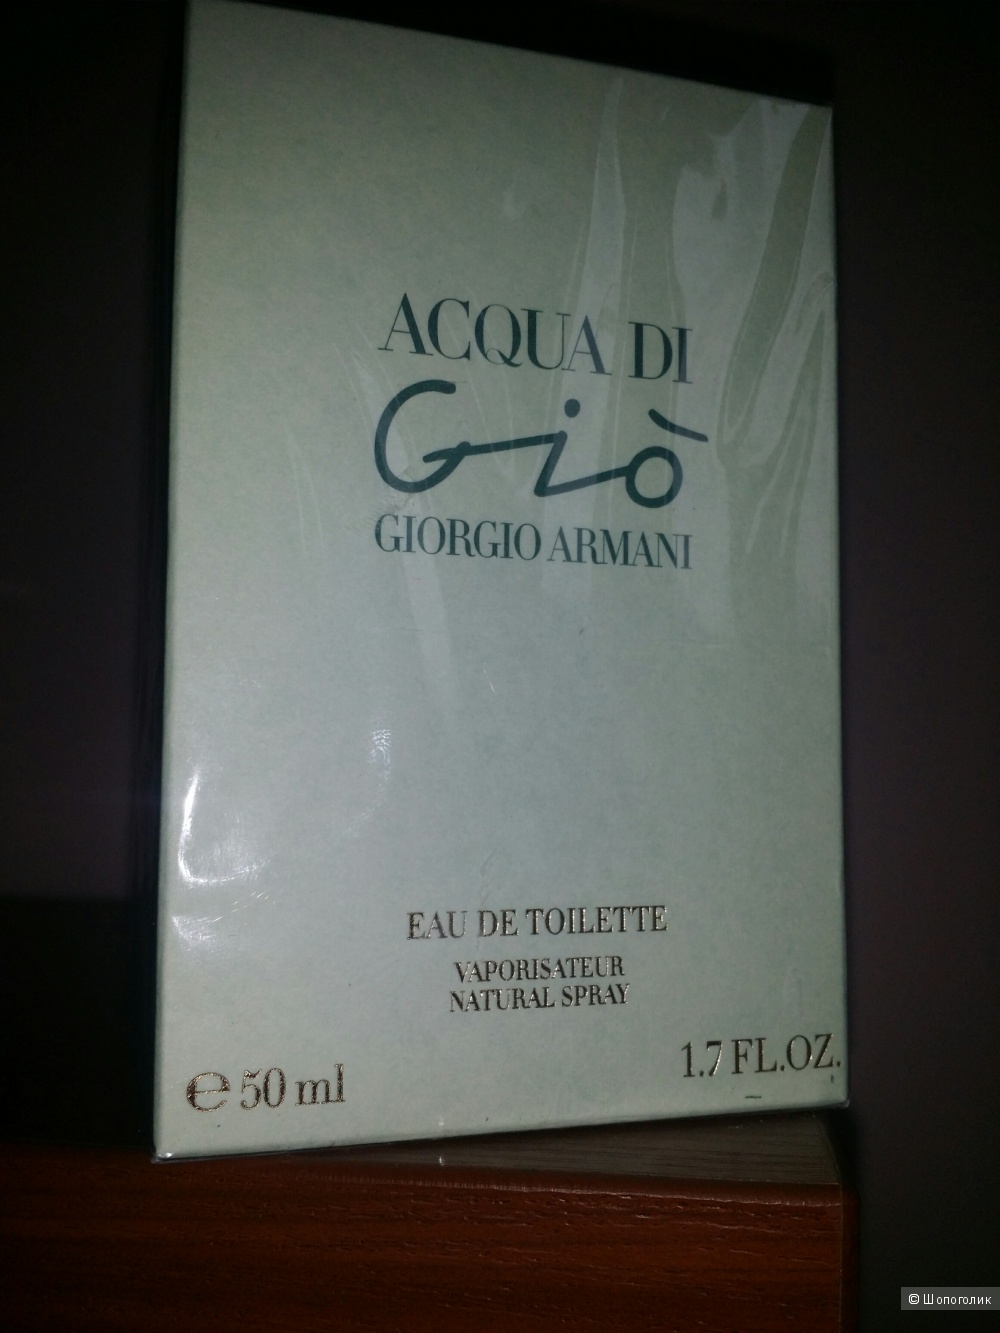 ACQUA DI
Giò
GIORGIO ARMANI
EAU DE TOILETTE
VAPORISATEUR
NATURAL SPRAY
℮ 50 ml
1.7 FL.OZ.
© Шопоголик